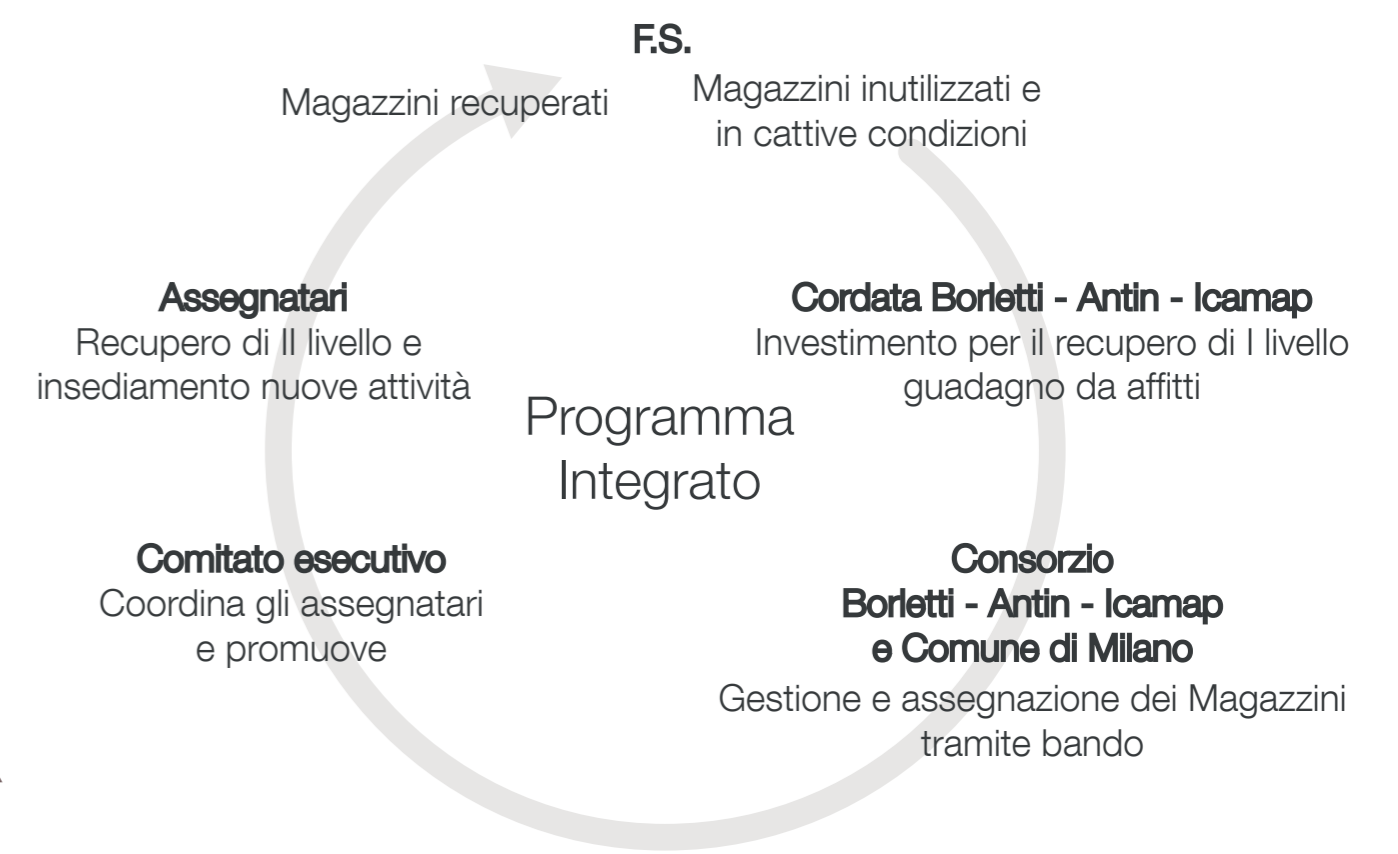 F.S.
Magazzini recuperati
Magazzini inutilizzati e
in cattive condizioni
Cordata Borletti - Antin - Icamap
Investimento per il recupero di I livello
guadagno da affitti
Consorzio
Borletti - Antin - Icamap
e Comune di Milano
Gestione e assegnazione dei Magazzini
tramite bando
Comitato esecutivo
Coordina gli assegnatari
e promuove
Assegnatari
Recupero di II livello e
insediamento nuove attività
Programma
Integrato